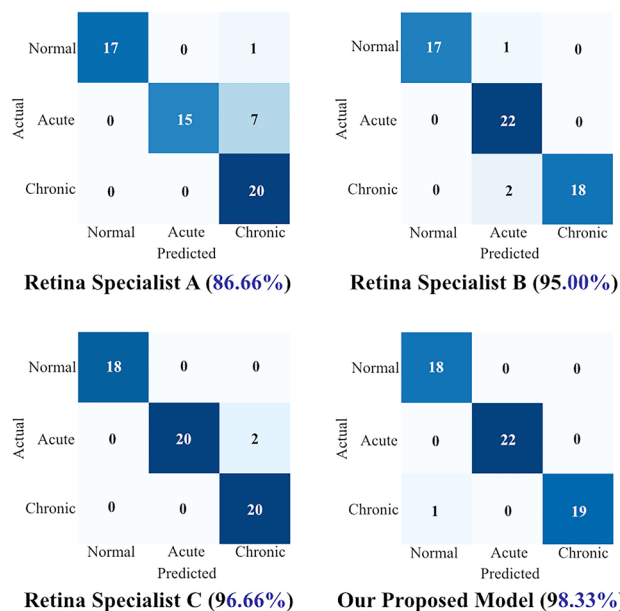 Normal 17 0 1
Actual Acute 0 15 7
Chronic 0 0 20
Normal Acute Chronic
Predicted
Retina Specialist A (86.66%)
Normal 17 1 0
Actual Acute 0 22 0
Chronic 0 2 18
Normal Acute Chronic
Predicted
Retina Specialist B (95.00%)
Normal 18 0 0
Actual Acute 0 20 2
Chronic 0 0 20
Normal Acute Chronic
Predicted
Retina Specialist C (96.66%)
Normal 18 0 0
Actual Acute 0 22 0
Chronic 1 0 19
Normal Acute Chronic
Predicted
Our Proposed Model (98.33%)